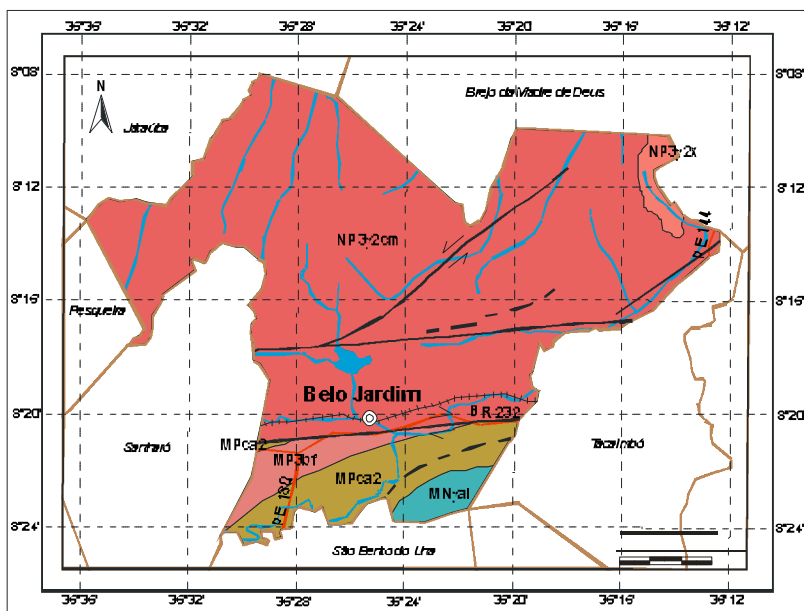 36°36' 36°32' 36°28' 36°24' 36°20' 36°16' 36°12'
8°08' 8°08'
N
Brejo da Madre de Deus
Jataúba
NP3γ2x
8°12' 8°12'
NP3γ2cm
PE 144
8°16' 8°16'
Pesqueira
Belo Jardim
BR 232
8°20' 8°20'
Sanharó
MPca2
Tacaimbó
MP3bf
MPca2
MNγal
PE 180
8°24' 8°24'
São Bento do Una
36°36' 36°32' 36°28' 36°24' 36°20' 36°16' 36°12'